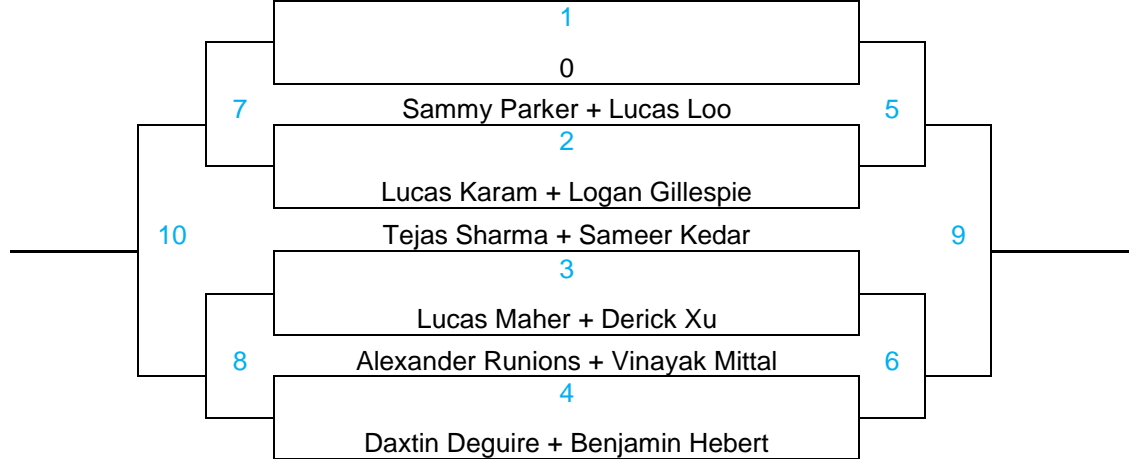 1
0
7
Sammy Parker + Lucas Loo
5
2
Lucas Karam + Logan Gillespie
10
Tejas Sharma + Sameer Kedar
9
3
Lucas Maher + Derick Xu
8
Alexander Runions + Vinayak Mittal
6
4
Daxtin Deguire + Benjamin Hebert